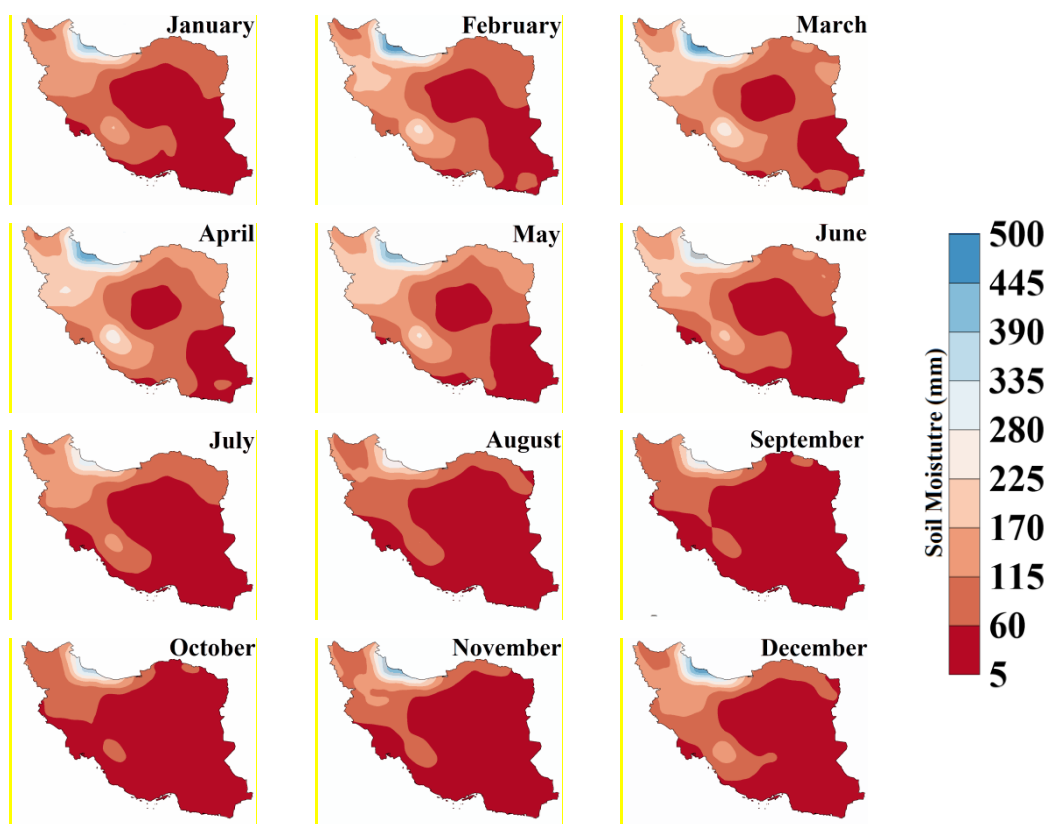 January
February
March
April
May
June
July
August
September
October
November
December
Soil Moistutre (mm)
500
445
390
335
280
225
170
115
60
5